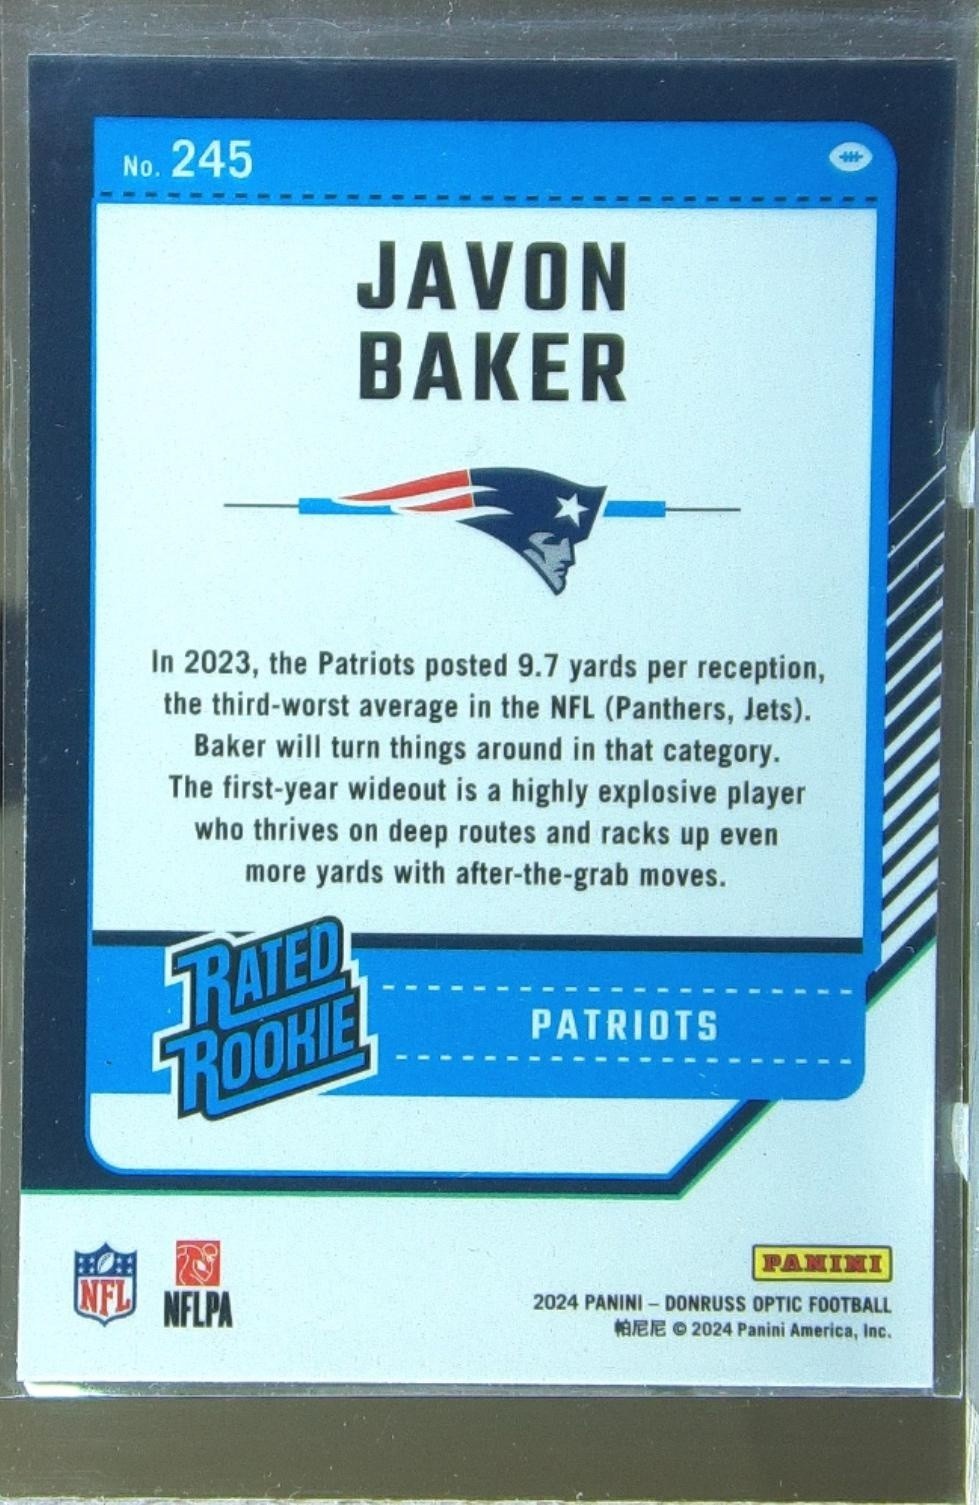 No. 245
JAVON
BAKER
In 2023, the Patriots posted 9.7 yards per reception,
the third-worst average in the NFL (Panthers, Jets).
Baker will turn things around in that category.
The first-year wideout is a highly explosive player
who thrives on deep routes and racks up even
more yards with after-the-grab moves.
RATED
ROOKIE
PATRIOTS
NFL
NFLPA
PANINI
2024 PANINI – DONRUSS OPTIC FOOTBALL
帕尼尼 © 2024 Panini America, Inc.